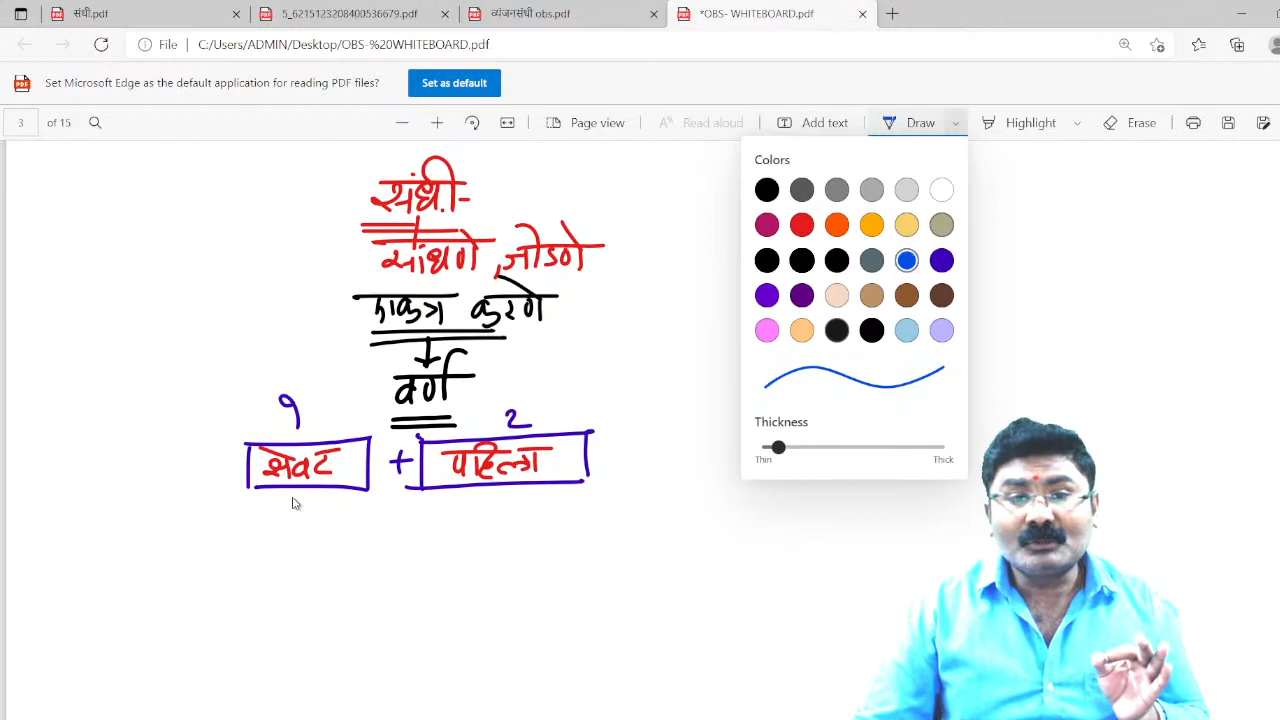 संधी.pdf 5_6215123208400536679.pdf व्यंजनसंधी obs.pdf *OBS- WHITEBOARD.pdf
File C:/Users/ADMIN/Desktop/OBS-%20WHITEBOARD.pdf
Set Microsoft Edge as the default application for reading PDF files? Set as default
3 of 15 Page view Read aloud Add text Draw Highlight Erase
Colors
Thickness
Thin Thick
संधी-
सांधणे, जोडणे
एकत्र करणे
वर्ण
१ २
शेवट + पहिला